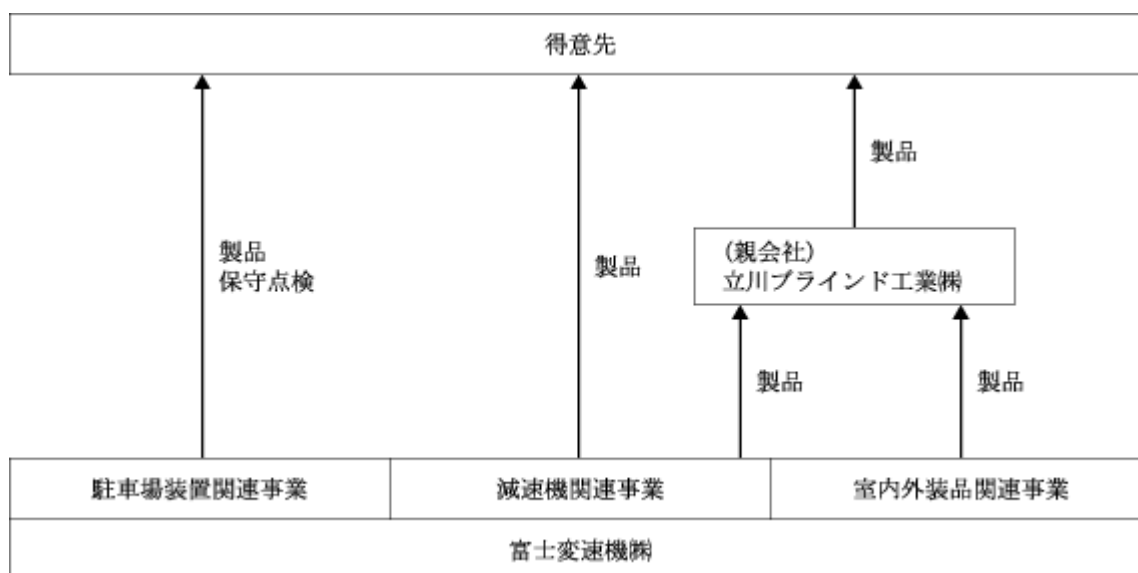 得意先
製品
(親会社)
立川ブラインド工業㈱
製品
保守点検
製品
製品
製品
駐車場装置関連事業
減速機関連事業
室内外装品関連事業
富士変速機㈱